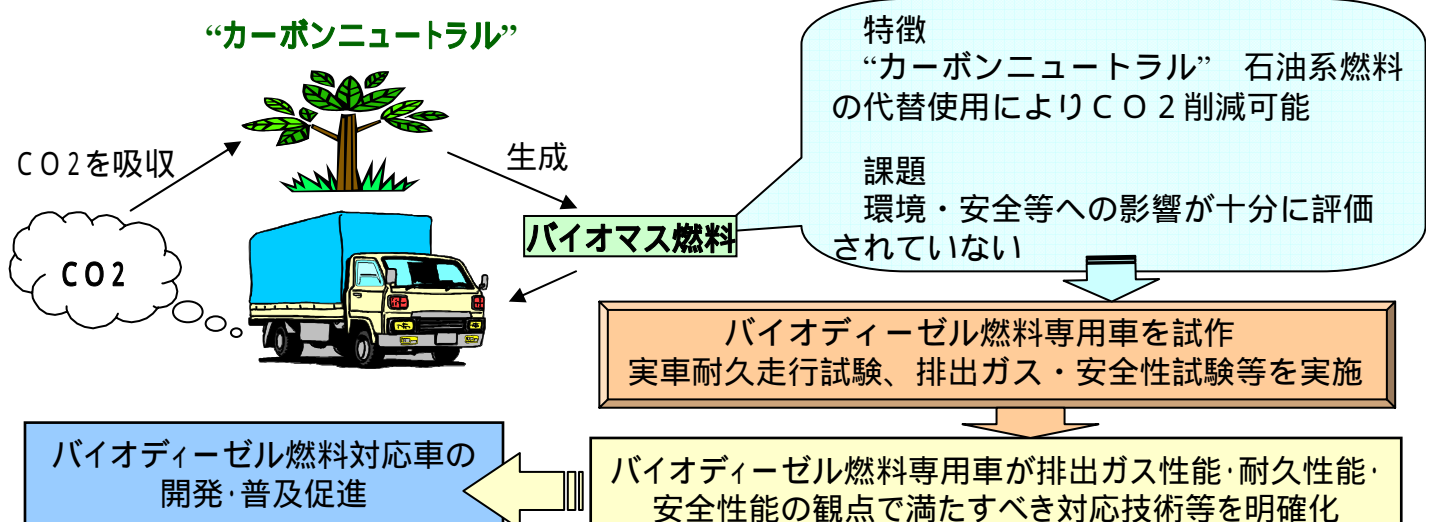 “カーボンニュートラル”
CO2を吸収
生成
CO2
バイオマス燃料
特徴
“カーボンニュートラル” 石油系燃料
の代替使用によりCO2削減可能
課題
環境・安全等への影響が十分に評価
されていない
バイオディーゼル燃料専用車を試作
実車耐久走行試験、排出ガス・安全性試験等を実施
バイオディーゼル燃料専用車が排出ガス性能・耐久性能・
安全性能の観点で満たすべき対応技術等を明確化
バイオディーゼル燃料対応車の
開発・普及促進